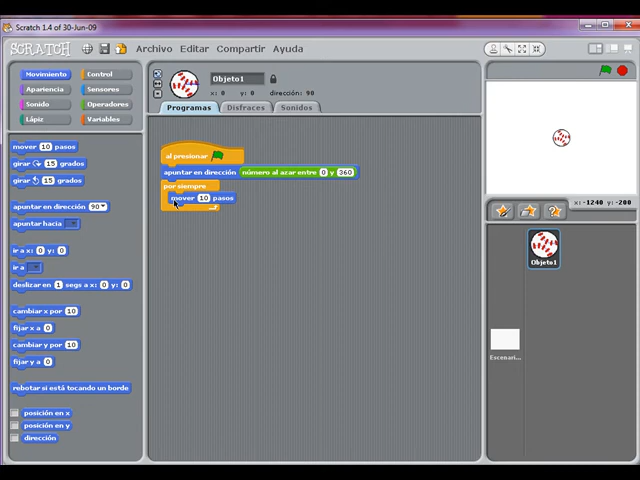 Scratch 1.4 of 30-Jun-09
SCRATCH Archivo Editar Compartir Ayuda
Movimiento Control
Apariencia Sensores
Sonido Operadores
Lápiz Variables
Objeto1
x: 0 y: 0 dirección: 90
Programas Disfraces Sonidos
mover 10 pasos
girar 15 grados
girar 15 grados
apuntar en dirección 90
apuntar hacia
ir a x: 0 y: 0
ir a
deslizar en 1 segs a x: 0 y: 0
cambiar x por 10
fijar x a 0
cambiar y por 10
fijar y a 0
rebotar si está tocando un borde
posición en x
posición en y
dirección
al presionar
apuntar en dirección número al azar entre 0 y 360
por siempre
mover 10 pasos
x: -1240 y: -200
Objeto1
Escenari...